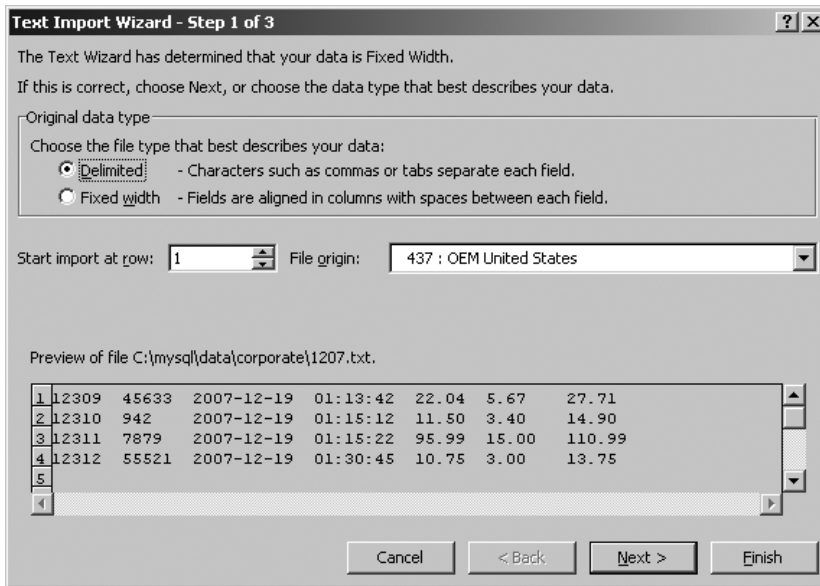 Text Import Wizard - Step 1 of 3
The Text Wizard has determined that your data is Fixed Width.
If this is correct, choose Next, or choose the data type that best describes your data.
Original data type
Choose the file type that best describes your data:
Delimited - Characters such as commas or tabs separate each field.
Fixed width - Fields are aligned in columns with spaces between each field.
Start import at row: 1 File origin: 437 : OEM United States
Preview of file C:\mysql\data\corporate\1207.txt.
1 12309 45633 2007-12-19 01:13:42 22.04 5.67 27.71
2 12310 942 2007-12-19 01:15:12 11.50 3.40 14.90
3 12311 7879 2007-12-19 01:15:22 95.99 15.00 110.99
4 12312 55521 2007-12-19 01:30:45 10.75 3.00 13.75
5
Cancel < Back Next > Finish